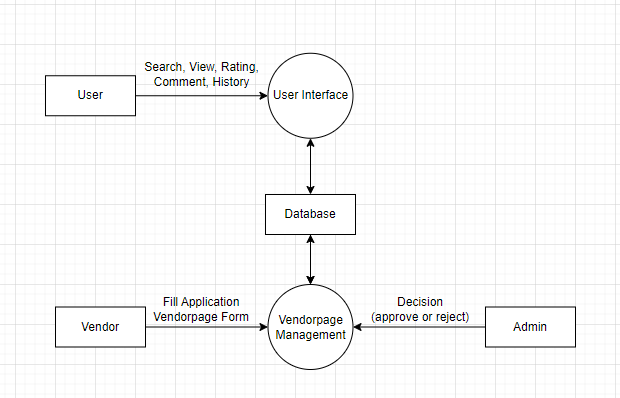 Search, View, Rating,
Comment, History
User
User Interface
Database
Fill Application
Vendorpage Form
Decision
(approve or reject)
Vendor
Vendorpage
Management
Admin